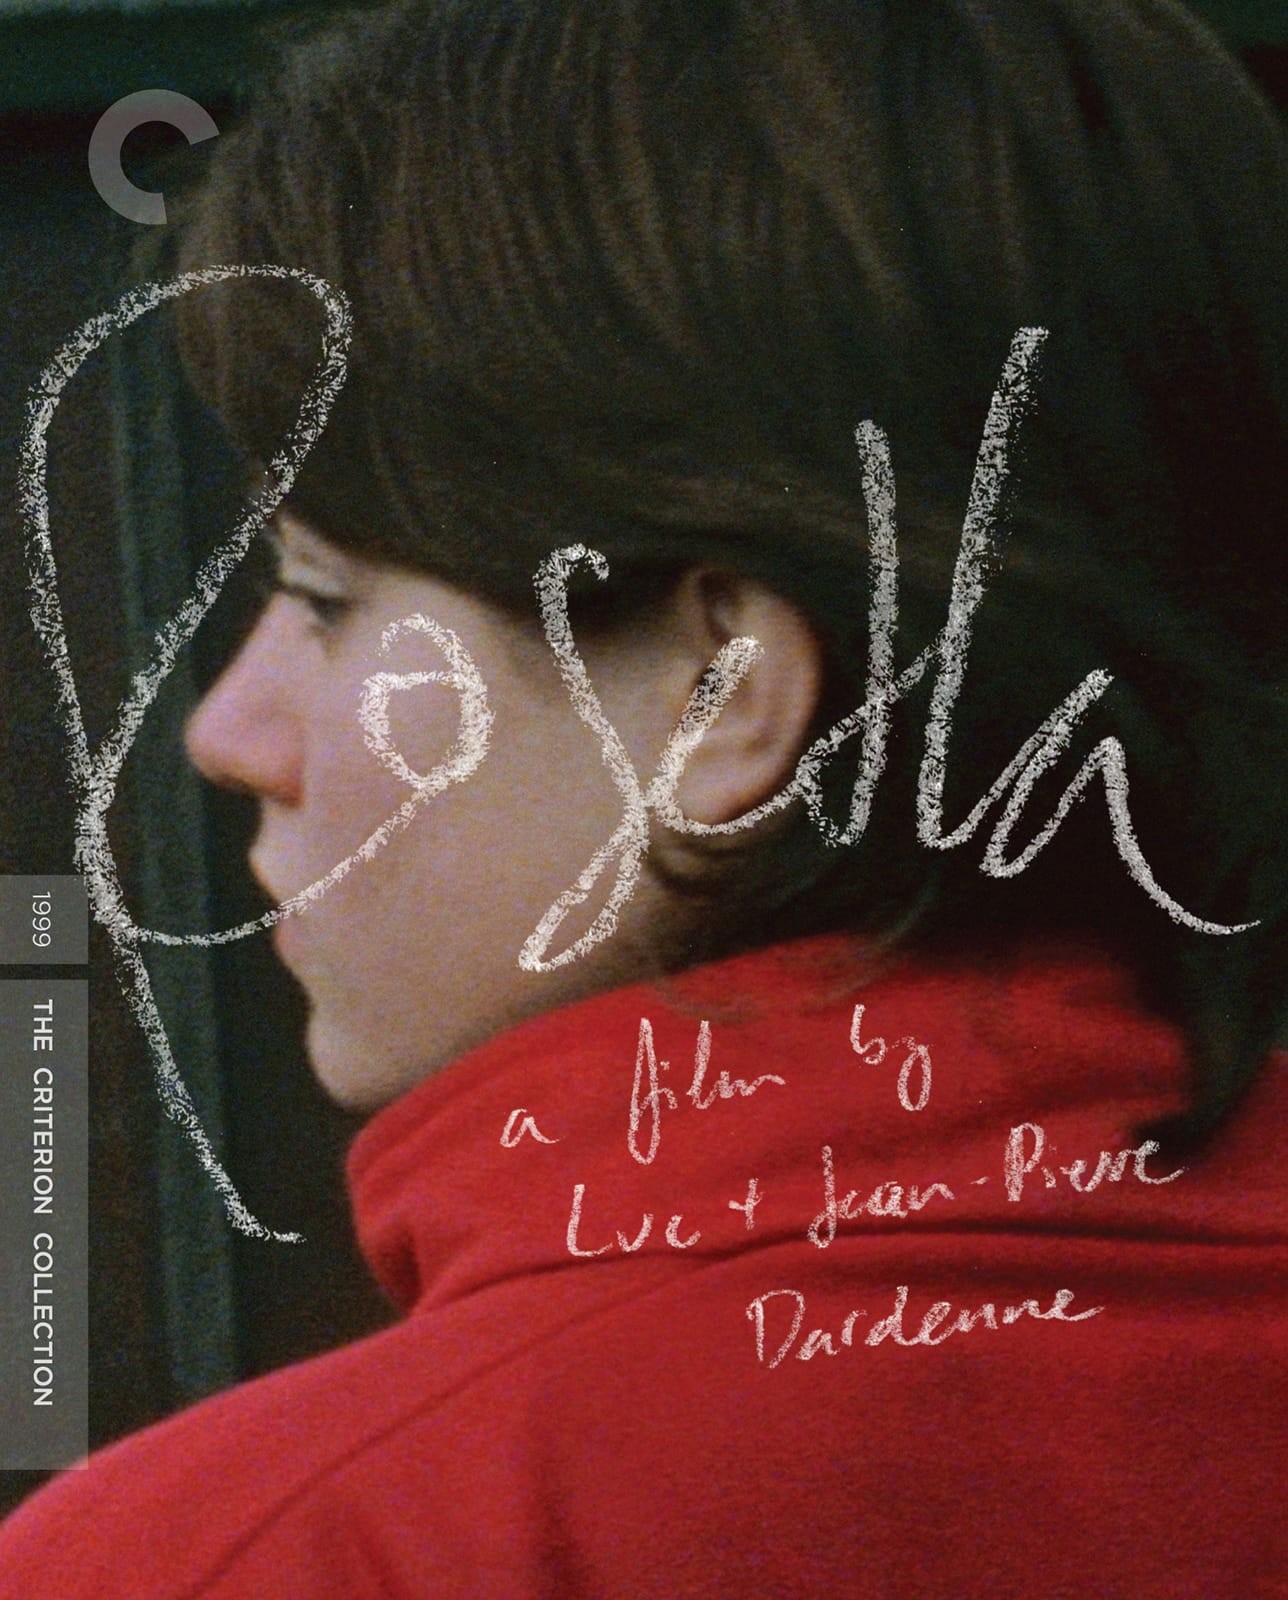 Rosetta
a film by
Luc + Jean-Pierre
Dardenne
1999
THE CRITERION COLLECTION